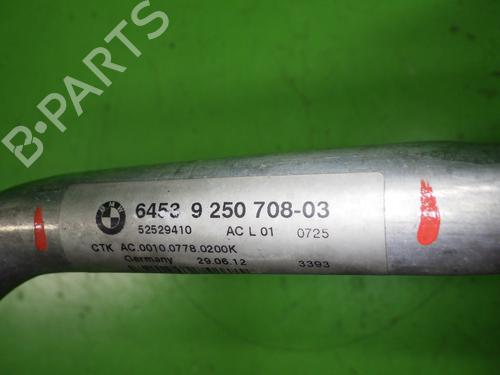 B-PARTS
BMW
6453 9 250 708-03
52529410 AC L 01 0725
CTK AC.0010.0778.0200K
Germany 29.06.12 3393